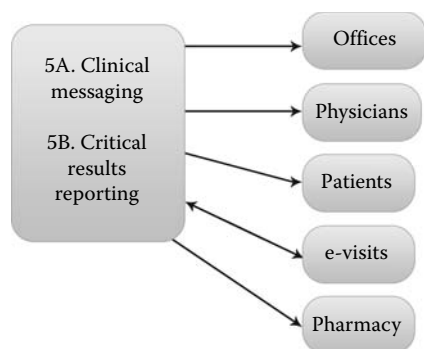 5A. Clinical
messaging
5B. Critical
results
reporting
Offices
Physicians
Patients
e-visits
Pharmacy